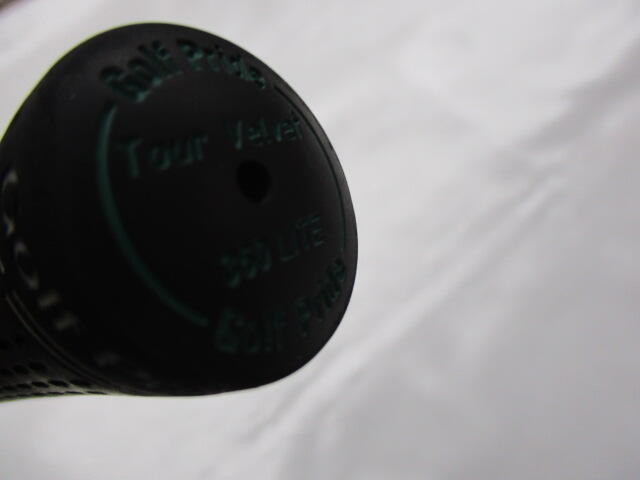 Golf Pride
Tour Velvet
360 LITE
Golf Pride